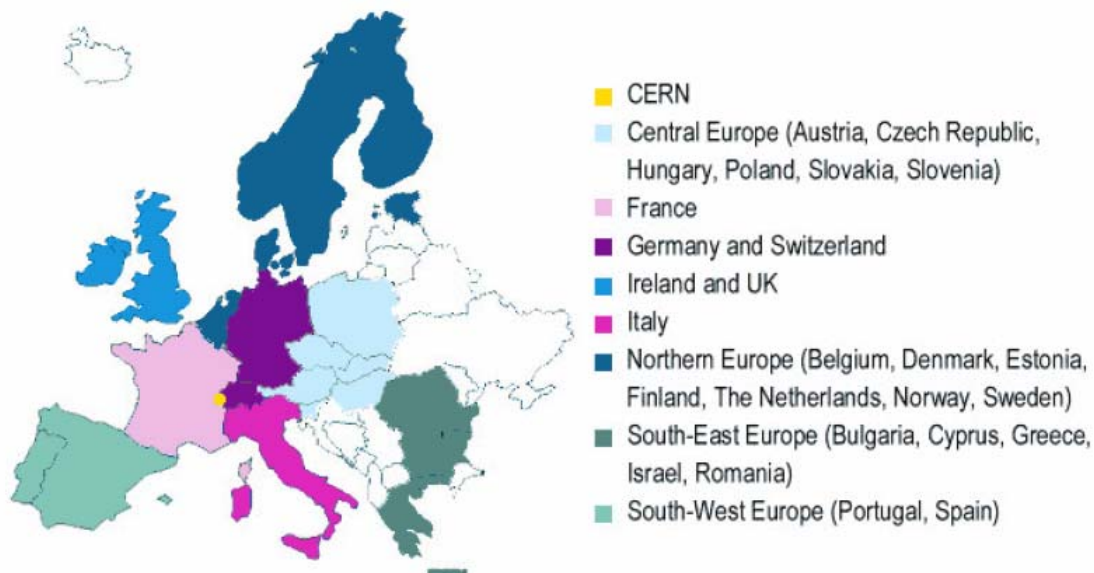 CERN
Central Europe (Austria, Czech Republic,
Hungary, Poland, Slovakia, Slovenia)
France
Germany and Switzerland
Ireland and UK
Italy
Northern Europe (Belgium, Denmark, Estonia,
Finland, The Netherlands, Norway, Sweden)
South-East Europe (Bulgaria, Cyprus, Greece,
Israel, Romania)
South-West Europe (Portugal, Spain)